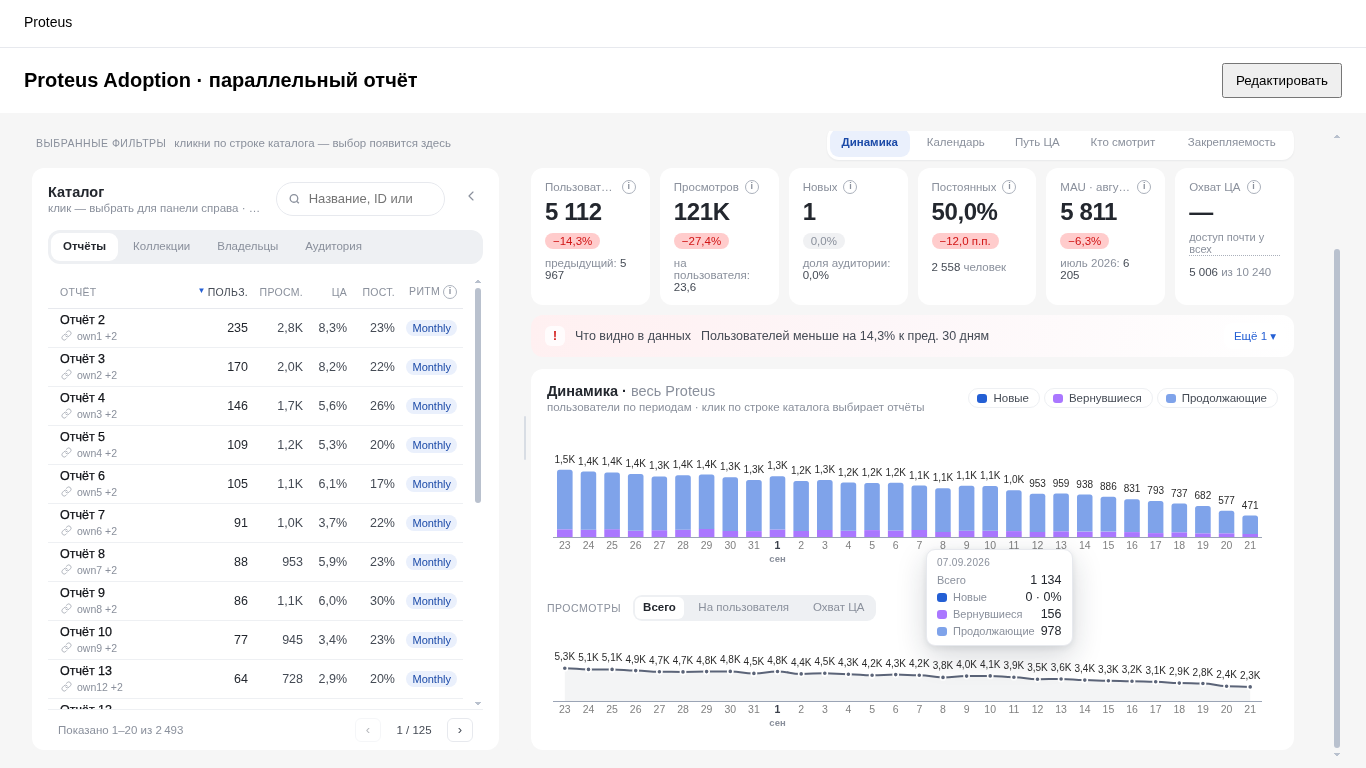 Proteus
Proteus Adoption · параллельный отчёт
Редактировать
ВЫБРАННЫЕ ФИЛЬТРЫ кликни по строке каталога — выбор появится здесь
Динамика Календарь Путь ЦА Кто смотрит Закрепляемость
Каталог
клик — выбрать для панели справа · …
Название, ID или
Отчёты Коллекции Владельцы Аудитория
ОТЧЁТ ▼ ПОЛЬЗ. ПРОСМ. ЦА ПОСТ. РИТМ i
Отчёт 2 235 2,8K 8,3% 23% Monthly
own1 +2
Отчёт 3 170 2,0K 8,2% 22% Monthly
own2 +2
Отчёт 4 146 1,7K 5,6% 26% Monthly
own3 +2
Отчёт 5 109 1,2K 5,3% 20% Monthly
own4 +2
Отчёт 6 105 1,1K 6,1% 17% Monthly
own5 +2
Отчёт 7 91 1,0K 3,7% 22% Monthly
own6 +2
Отчёт 8 88 953 5,9% 23% Monthly
own7 +2
Отчёт 9 86 1,1K 6,0% 30% Monthly
own8 +2
Отчёт 10 77 945 3,4% 23% Monthly
own9 +2
Отчёт 13 64 728 2,9% 20% Monthly
own12 +2
Отчёт 12
Показано 1–20 из 2 493
‹ 1 / 125 ›
Пользоват… i
5 112
−14,3%
предыдущий: 5
967
Просмотров i
121K
−27,4%
на
пользователя:
23,6
Новых i
1
0,0%
доля аудитории:
0,0%
Постоянных i
50,0%
−12,0 п.п.
2 558 человек
MAU · авгу… i
5 811
−6,3%
июль 2026: 6
205
Охват ЦА i
—
доступ почти у
всех
5 006 из 10 240
! Что видно в данных Пользователей меньше на 14,3% к пред. 30 дням
Ещё 1 ▾
Динамика · весь Proteus
пользователи по периодам · клик по строке каталога выбирает отчёты
Новые Вернувшиеся Продолжающие
1,5K 1,4K 1,4K 1,4K 1,3K 1,4K 1,4K 1,3K 1,3K 1,3K 1,2K 1,3K 1,2K 1,2K 1,2K 1,1K 1,1K 1,1K 1,1K 1,0K 953 959 938 886 831 793 737 682 577 471
23 24 25 26 27 28 29 30 31 1 2 3 4 5 6 7 8 9 10 11 12 13 14 15 16 17 18 19 20 21
сен
07.09.2026
Всего 1 134
Новые 0 · 0%
Вернувшиеся 156
Продолжающие 978
ПРОСМОТРЫ Всего На пользователя Охват ЦА
5,3K 5,1K 5,1K 4,9K 4,7K 4,7K 4,8K 4,8K 4,5K 4,8K 4,4K 4,5K 4,3K 4,2K 4,3K 4,2K 3,8K 4,0K 4,1K 3,9K 3,5K 3,6K 3,4K 3,3K 3,2K 3,1K 2,9K 2,8K 2,4K 2,3K
23 24 25 26 27 28 29 30 31 1 2 3 4 5 6 7 8 9 10 11 12 13 14 15 16 17 18 19 20 21
сен